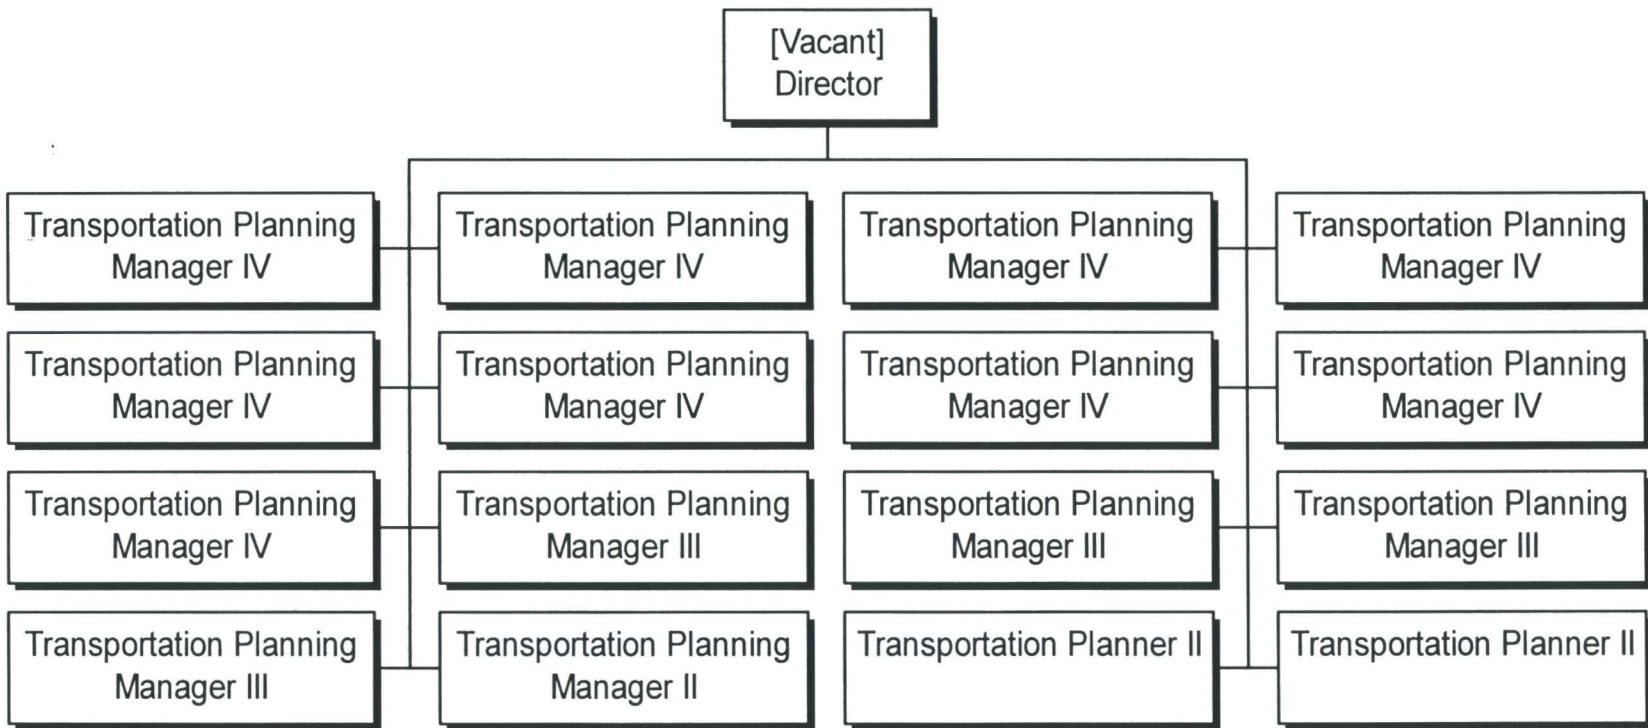 [Vacant]
Director
Transportation Planning
Manager IV
Transportation Planning
Manager IV
Transportation Planning
Manager IV
Transportation Planning
Manager IV
Transportation Planning
Manager IV
Transportation Planning
Manager IV
Transportation Planning
Manager IV
Transportation Planning
Manager IV
Transportation Planning
Manager IV
Transportation Planning
Manager III
Transportation Planning
Manager III
Transportation Planning
Manager III
Transportation Planning
Manager III
Transportation Planning
Manager II
Transportation Planner II
Transportation Planner II